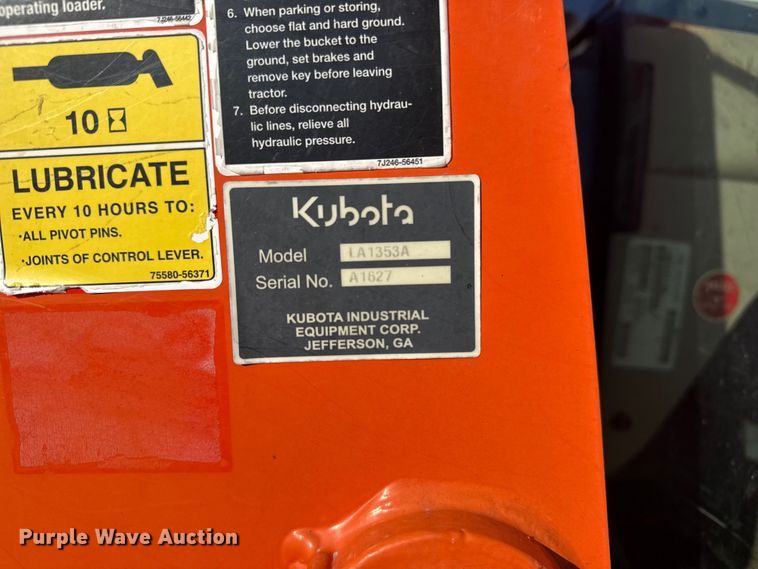 operating loader.
7J246-56442
6. When parking or storing,
choose flat and hard ground.
Lower the bucket to the
ground, set brakes and
remove key before leaving
tractor.
7. Before disconnecting hydrau-
lic lines, relieve all
hydraulic pressure.
7J246-56451
10
LUBRICATE
EVERY 10 HOURS TO:
·ALL PIVOT PINS.
·JOINTS OF CONTROL LEVER.
75580-56371
Kubota
Model LA1353A
Serial No. A1627
KUBOTA INDUSTRIAL
EQUIPMENT CORP.
JEFFERSON, GA
Purple Wave Auction